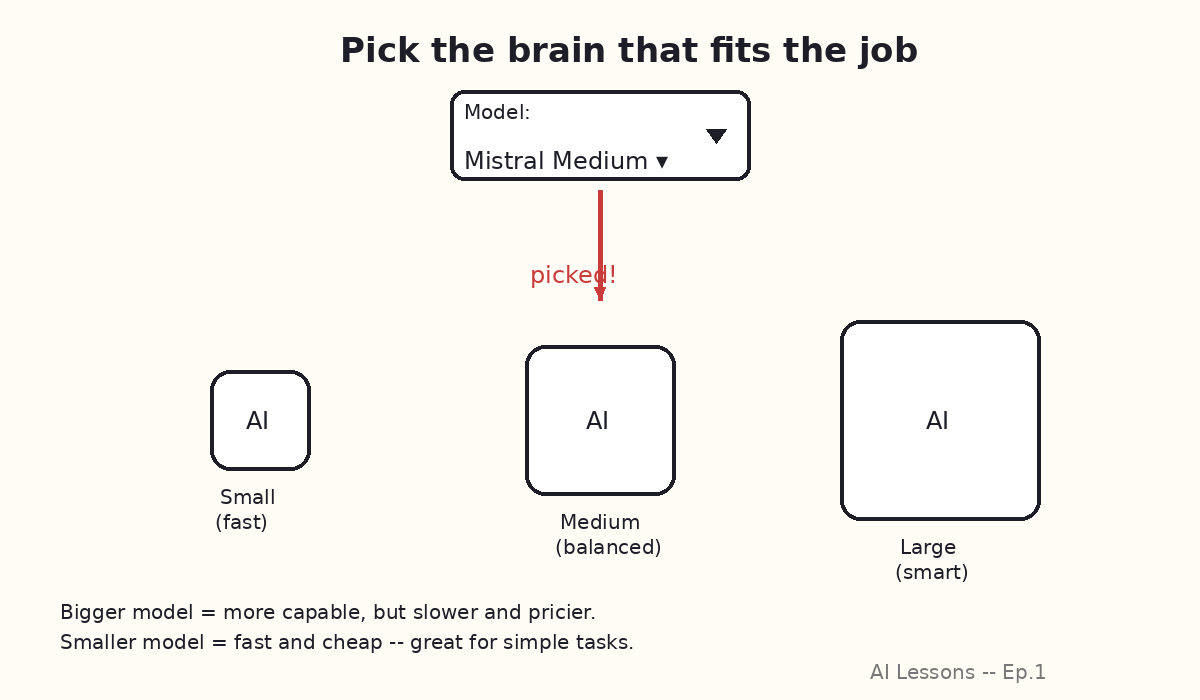 Pick the brain that fits the job
Model:
Mistral Medium ▾
picked!
AI
AI
AI
Small
(fast)
Medium
(balanced)
Large
(smart)
Bigger model = more capable, but slower and pricier.
Smaller model = fast and cheap -- great for simple tasks.
AI Lessons -- Ep.1